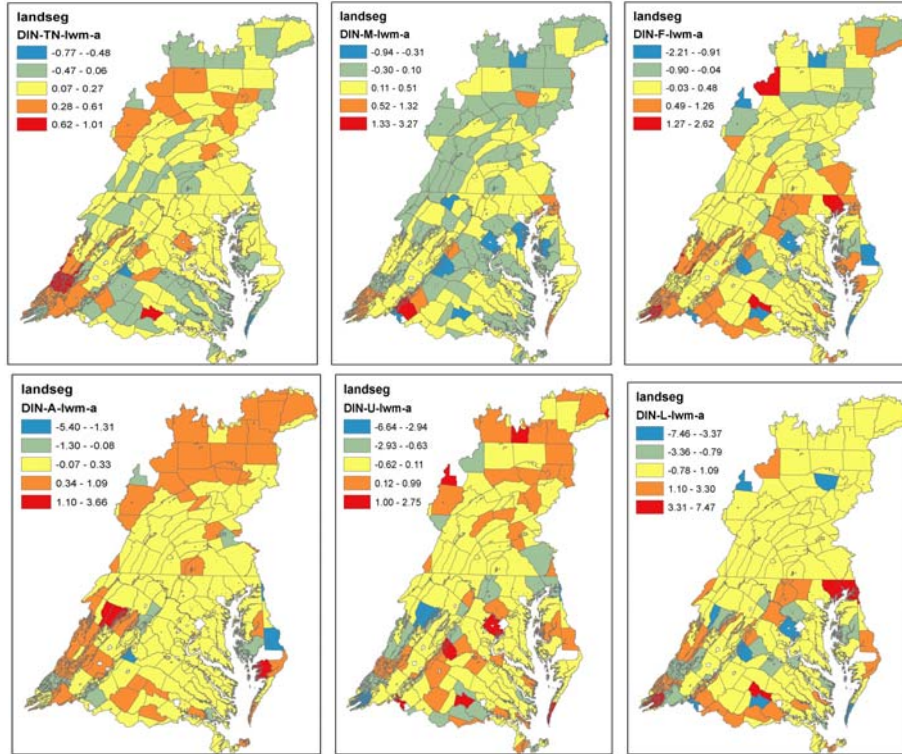 landseg
DIN-TN-lwm-a
-0.77 - -0.48
-0.47 - 0.06
0.07 - 0.27
0.28 - 0.61
0.62 - 1.01
landseg
DIN-M-lwm-a
-0.94 - -0.31
-0.30 - 0.10
0.11 - 0.51
0.52 - 1.32
1.33 - 3.27
landseg
DIN-F-lwm-a
-2.21 - -0.91
-0.90 - -0.04
-0.03 - 0.48
0.49 - 1.26
1.27 - 2.62
landseg
DIN-A-lwm-a
-5.40 - -1.31
-1.30 - -0.08
-0.07 - 0.33
0.34 - 1.09
1.10 - 3.66
landseg
DIN-U-lwm-a
-6.64 - -2.94
-2.93 - -0.63
-0.62 - 0.11
0.12 - 0.99
1.00 - 2.75
landseg
DIN-L-lwm-a
-7.46 - -3.37
-3.36 - -0.79
-0.78 - 1.09
1.10 - 3.30
3.31 - 7.47